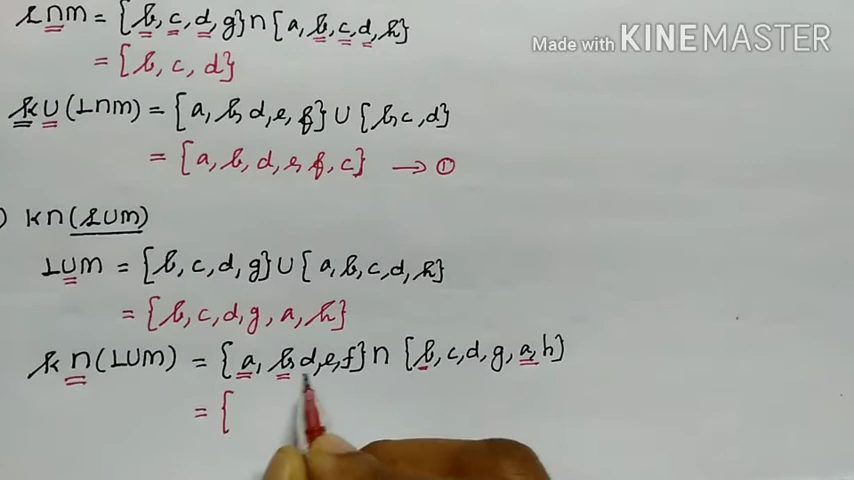 L∩m = {b, c, d, g} ∩ {a, b, c, d, h}
Made with KINEMASTER
= {b, c, d}
k∪(L∩m) = {a, b, d, e, f} ∪ {b, c, d}
= {a, b, d, e, f, c} → ①
) k∩(L∪m)
L∪m = {b, c, d, g} ∪ {a, b, c, d, h}
= {b, c, d, g, a, h}
k∩(L∪m) = {a, b, d, e, f} ∩ {b, c, d, g, a, h}
= {